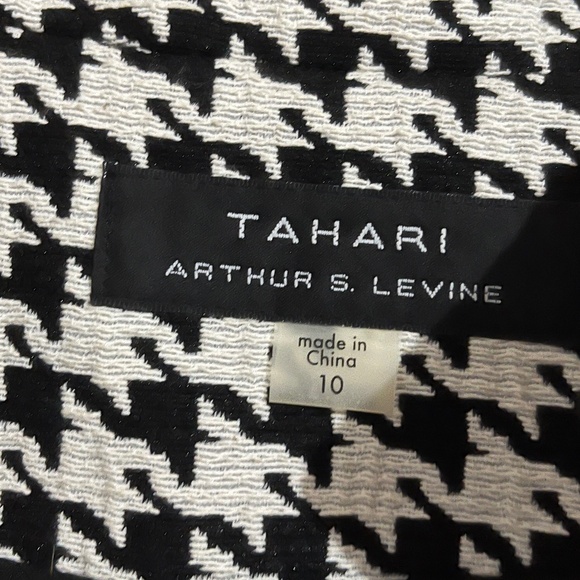 TAHARI
ARTHUR S. LEVINE
made in
China
10